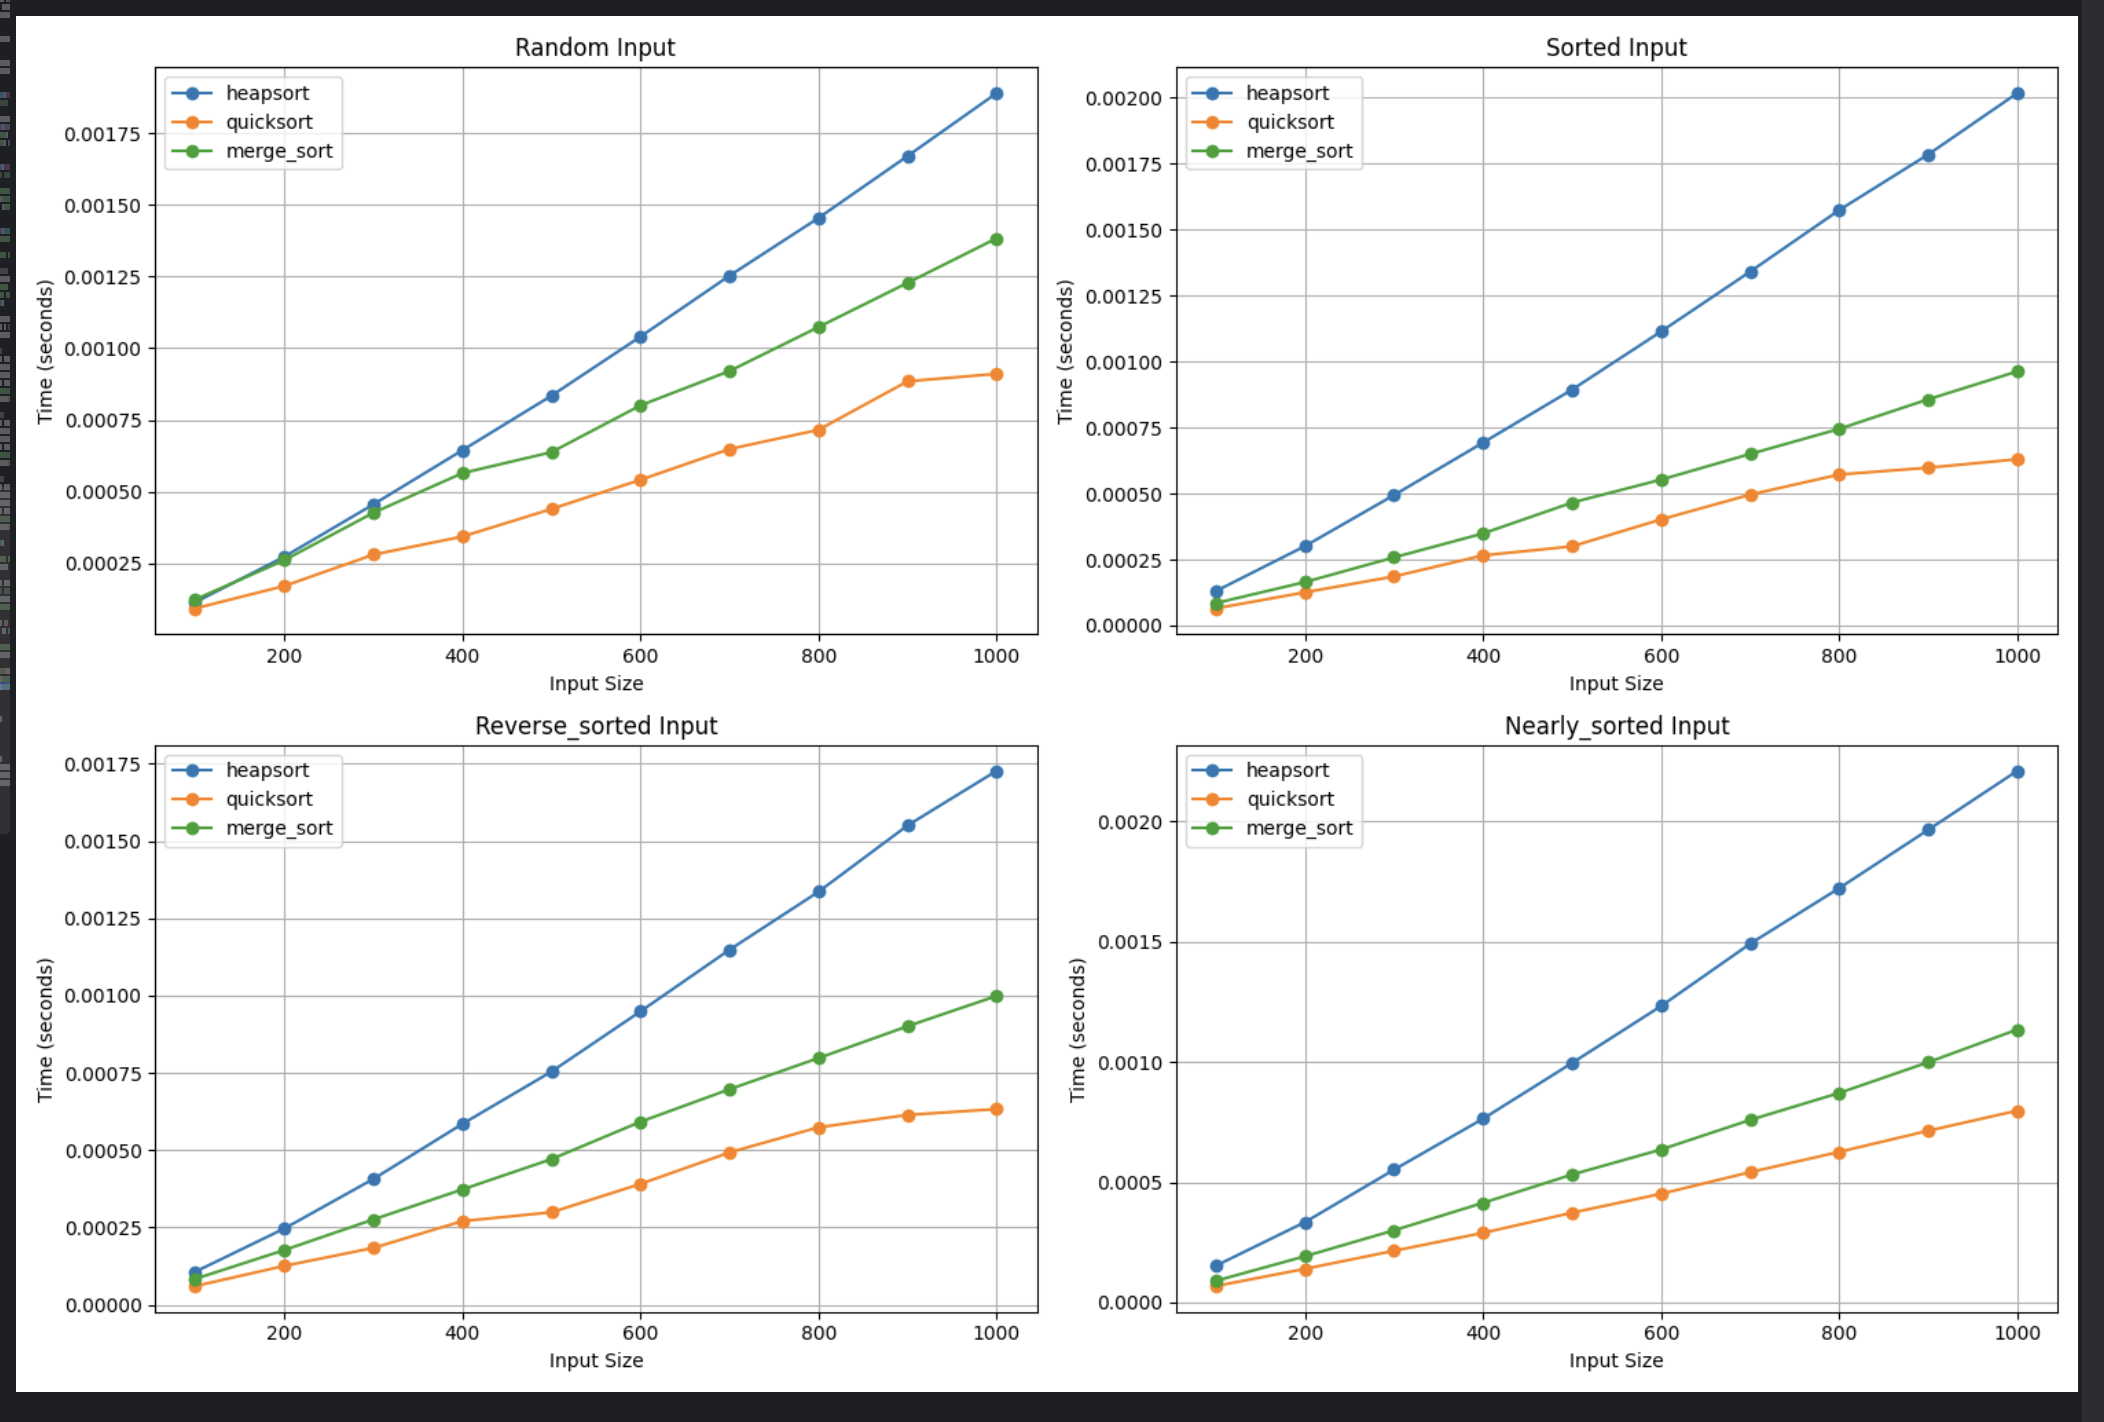 Random Input
heapsort
quicksort
merge_sort
0.00175
0.00150
0.00125
0.00100
0.00075
0.00050
0.00025
Time (seconds)
200 400 600 800 1000
Input Size
Sorted Input
heapsort
quicksort
merge_sort
0.00200
0.00175
0.00150
0.00125
0.00100
0.00075
0.00050
0.00025
0.00000
Time (seconds)
200 400 600 800 1000
Input Size
Reverse_sorted Input
heapsort
quicksort
merge_sort
0.00175
0.00150
0.00125
0.00100
0.00075
0.00050
0.00025
0.00000
Time (seconds)
200 400 600 800 1000
Input Size
Nearly_sorted Input
heapsort
quicksort
merge_sort
0.0020
0.0015
0.0010
0.0005
0.0000
Time (seconds)
200 400 600 800 1000
Input Size